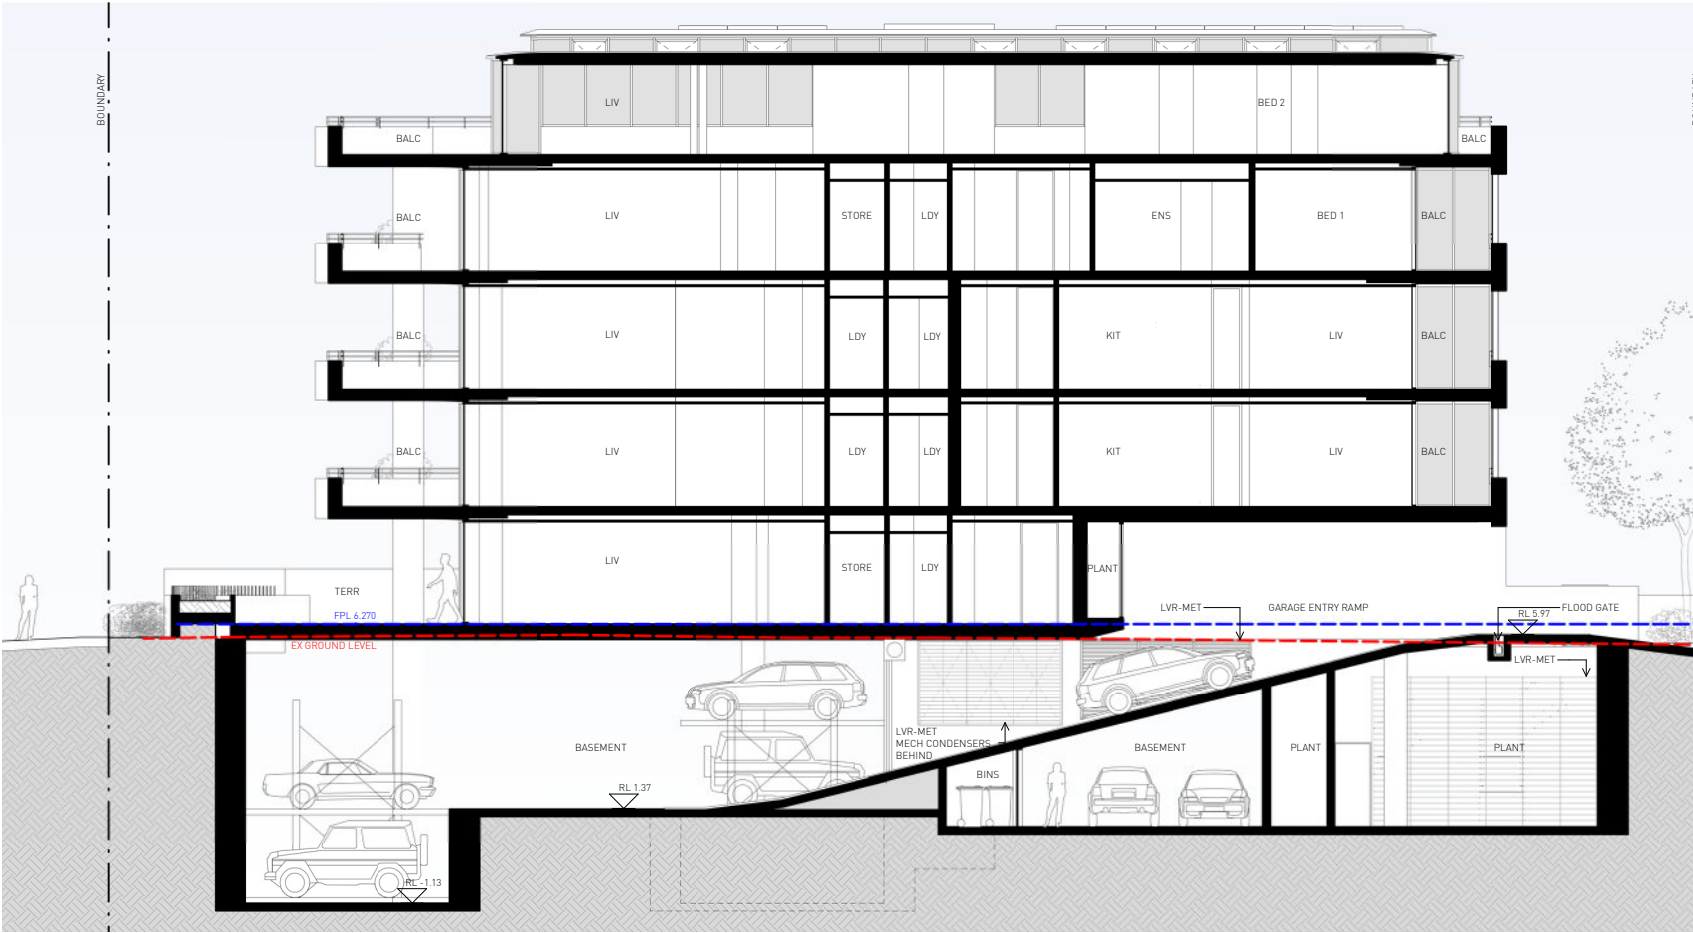 BOUNDARY
LIV
BED 2
BALC
BALC
BALC
LIV
STORE
LDY
ENS
BED 1
BALC
BALC
LIV
LDY
LDY
KIT
LIV
BALC
BALC
LIV
LDY
LDY
KIT
LIV
BALC
LIV
STORE
LDY
PLANT
TERR
FPL 6.270
EX GROUND LEVEL
LVR-MET
GARAGE ENTRY RAMP
FLOOD GATE
RL 5.97
LVR-MET
LVR-MET
MECH CONDENSERS
BEHIND
BASEMENT
BASEMENT
PLANT
PLANT
BINS
RL 1.37
RL -1.13